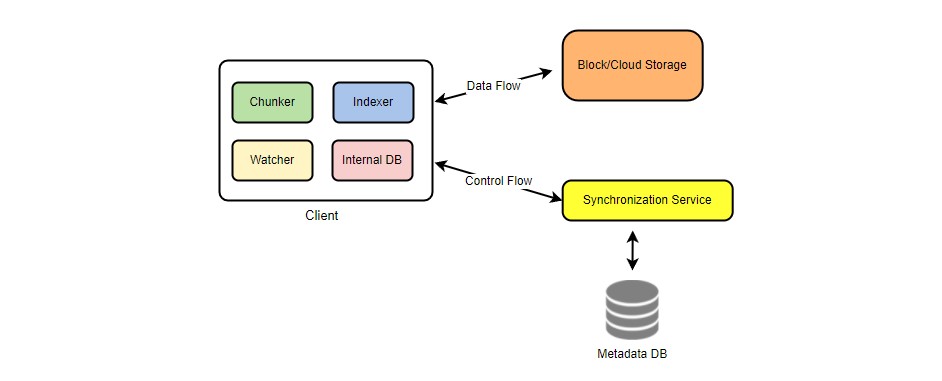 Block/Cloud Storage
Data Flow
Chunker
Indexer
Watcher
Internal DB
Control Flow
Synchronization Service
Client
Metadata DB